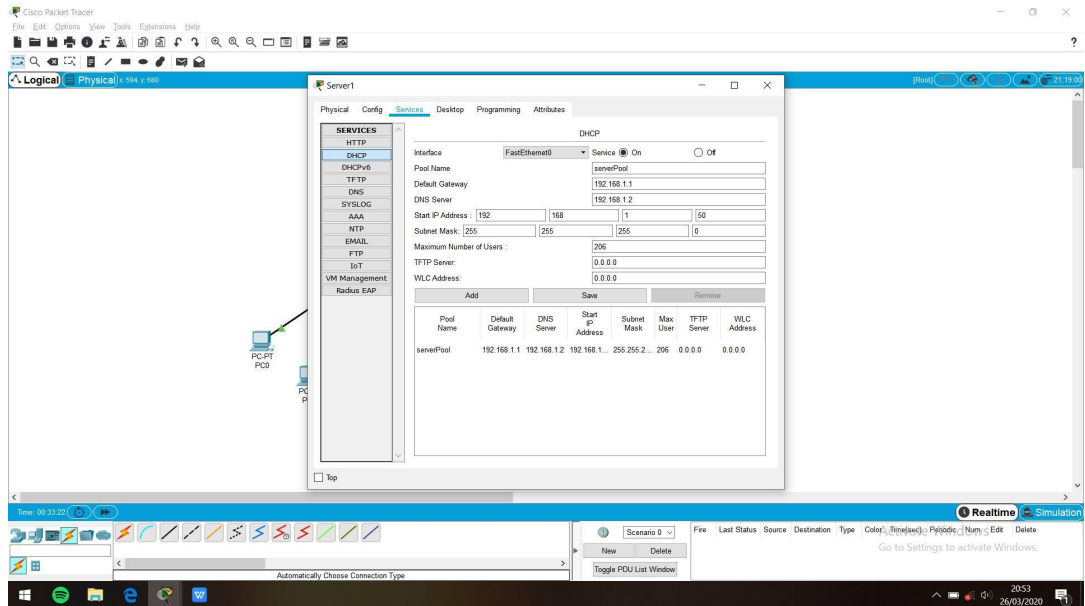 Cisco Packet Tracer
File Edit Options View Tools Extensions Help
?
Logical Physical x: 594, y: 680 [Root] 21:19:00
Server1
Physical Config Services Desktop Programming Attributes
SERVICES
HTTP
DHCP
DHCPv6
TFTP
DNS
SYSLOG
AAA
NTP
EMAIL
FTP
IoT
VM Management
Radius EAP
DHCP
Interface FastEthernet0 Service On Off
Pool Name serverPool
Default Gateway 192.168.1.1
DNS Server 192.168.1.2
Start IP Address : 192 168 1 50
Subnet Mask: 255 255 255 0
Maximum Number of Users : 206
TFTP Server: 0.0.0.0
WLC Address: 0.0.0.0
Add Save Remove
Pool Name Default Gateway DNS Server Start IP Address Subnet Mask Max User TFTP Server WLC Address
serverPool 192.168.1.1 192.168.1.2 192.168.1... 255.255.2... 206 0.0.0.0 0.0.0.0
Top
PC-PT
PC0
PC
P
Time: 00:33:22 Realtime Simulation
Scenario 0
New Delete
Toggle PDU List Window
Fire Last Status Source Destination Type Color Time(sec) Periodic Num Edit Delete
Activate Windows
Go to Settings to activate Windows.
Automatically Choose Connection Type
20:53
26/03/2020